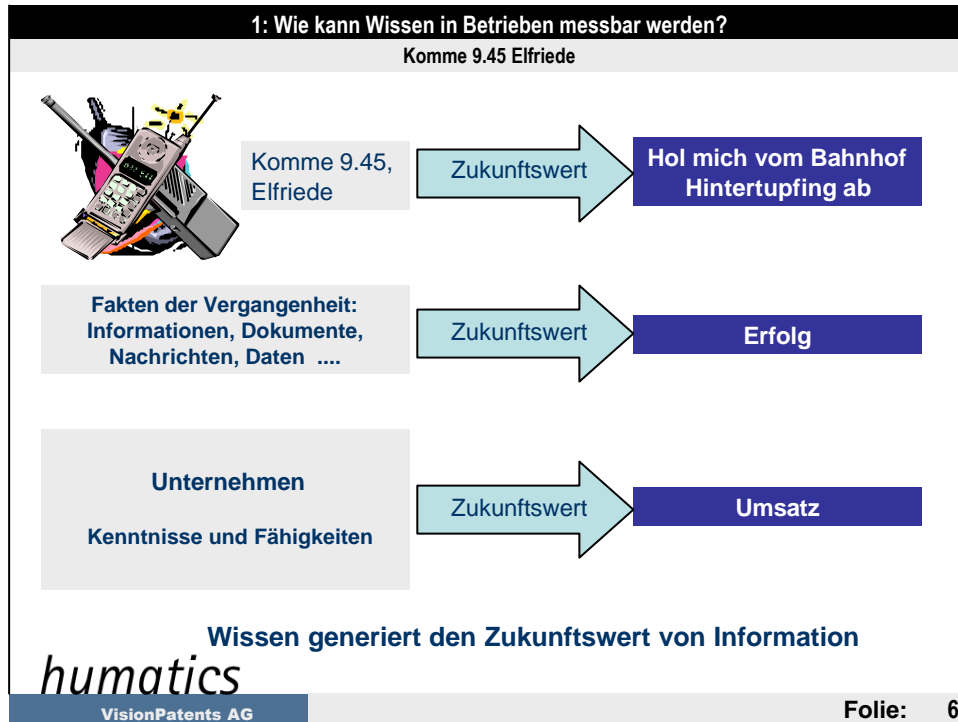 1: Wie kann Wissen in Betrieben messbar werden?
Komme 9.45 Elfriede
Komme 9.45,
Elfriede
Zukunftswert
Hol mich vom Bahnhof
Hintertupfing ab
Fakten der Vergangenheit:
Informationen, Dokumente,
Nachrichten, Daten ....
Zukunftswert
Erfolg
Unternehmen
Kenntnisse und Fähigkeiten
Zukunftswert
Umsatz
Wissen generiert den Zukunftswert von Information
humatics
VisionPatents AG
Folie: 6